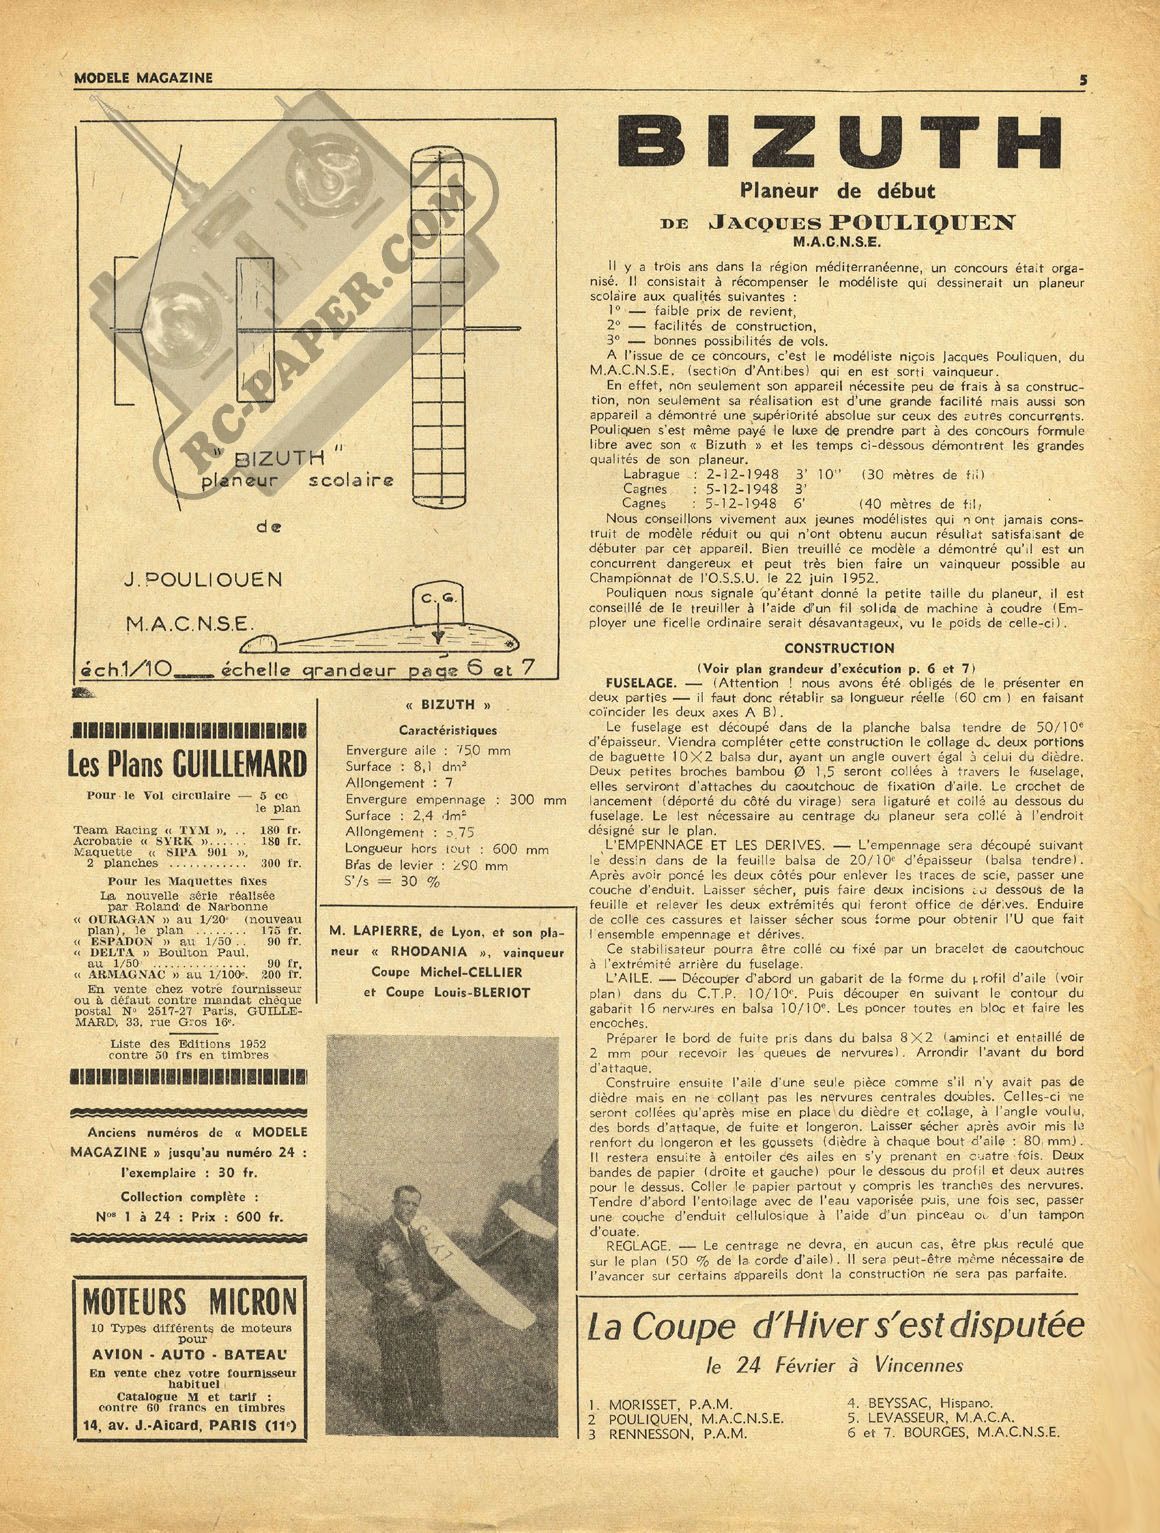 MODELE MAGAZINE
5
RC-PAPER.COM
" BIZUTH "
planeur scolaire
de
J. POULIQUEN
M.A.C.N.S.E.
C.G.
éch.1/10 échelle grandeur page 6 et 7
Les Plans GUILLEMARD
Pour le Vol circulaire — 5 cc
le plan
Team Racing « TYM », .. 180 fr.
Acrobatie « SYRK »...... 180 fr.
Maquette « SIPA 901 »,
2 planches ............ 300 fr.
Pour les Maquettes fixes
La nouvelle série réalisée
par Roland de Narbonne
« OURAGAN » au 1/20e (nouveau
plan), le plan ........ 175 fr.
« ESPADON » au 1/50 .. 90 fr.
« DELTA » Boulton Paul,
au 1/50 ................ 90 fr,
« ARMAGNAC » au 1/100e. 200 fr.
En vente chez votre fournisseur
ou à défaut contre mandat chèque
postal N° 2517-27 Paris, GUILLE-
MARD, 33, rue Gros 16e.
Liste des Editions 1952
contre 50 frs en timbres
Anciens numéros de « MODELE
MAGAZINE » jusqu'au numéro 24 :
l'exemplaire : 30 fr.
Collection complète :
Nos 1 à 24 : Prix : 600 fr.
MOTEURS MICRON
10 Types différents de moteurs
pour
AVION - AUTO - BATEAU
En vente chez votre fournisseur
habituel
Catalogue M et tarif :
contre 60 francs en timbres
14, av. J.-Aicard, PARIS (11e)
« BIZUTH »
Caractéristiques
Envergure aile : 750 mm
Surface : 8,1 dm²
Allongement : 7
Envergure empennage : 300 mm
Surface : 2,4 dm²
Allongement : 3,75
Longueur hors tout : 600 mm
Bras de levier : 290 mm
S'/s = 30 %
M. LAPIERRE, de Lyon, et son pla-
neur « RHODANIA », vainqueur
Coupe Michel-CELLIER
et Coupe Louis-BLERIOT
BIZUTH
Planeur de début
DE JACQUES POULIQUEN
M.A.C.N.S.E.
Il y a trois ans dans la région méditerranéenne, un concours était orga-
nisé. Il consistait à récompenser le modéliste qui dessinerait un planeur
scolaire aux qualités suivantes :
1° — faible prix de revient,
2° — facilités de construction,
3° — bonnes possibilités de vols.
A l'issue de ce concours, c'est le modéliste niçois Jacques Pouliquen, du
M.A.C.N.S.E. (section d'Antibes) qui en est sorti vainqueur.
En effet, non seulement son appareil nécessite peu de frais à sa construc-
tion, non seulement sa réalisation est d'une grande facilité mais aussi son
appareil a démontré une supériorité absolue sur ceux des autres concurrents.
Pouliquen s'est même payé le luxe de prendre part à des concours formule
libre avec son « Bizuth » et les temps ci-dessous démontrent les grandes
qualités de son planeur.
Labrague : 2-12-1948 3' 10'' (30 mètres de fil)
Cagnes : 5-12-1948 3'
Cagnes : 5-12-1948 6' (40 mètres de fil)
Nous conseillons vivement aux jeunes modélistes qui n'ont jamais cons-
truit de modèle réduit ou qui n'ont obtenu aucun résultat satisfaisant de
débuter par cet appareil. Bien treuillé ce modèle a démontré qu'il est un
concurrent dangereux et peut très bien faire un vainqueur possible au
Championnat de l'O.S.S.U. le 22 juin 1952.
Pouliquen nous signale qu'étant donné la petite taille du planeur, il est
conseillé de le treuiller à l'aide d'un fil solide de machine à coudre (Em-
ployer une ficelle ordinaire serait désavantageux, vu le poids de celle-ci).
CONSTRUCTION
(Voir plan grandeur d'exécution p. 6 et 7)
FUSELAGE. — (Attention ! nous avons été obligés de le présenter en
deux parties — il faut donc rétablir sa longueur réelle (60 cm ) en faisant
coïncider les deux axes A B).
Le fuselage est découpé dans de la planche balsa tendre de 50/10e
d'épaisseur. Viendra compléter cette construction le collage de deux portions
de baguette 10×2 balsa dur, ayant un angle ouvert égal à celui du dièdre.
Deux petites broches bambou Ø 1,5 seront collées à travers le fuselage,
elles serviront d'attaches du caoutchouc de fixation d'aile. Le crochet de
lancement (déporté du côté du virage) sera ligaturé et collé au dessous du
fuselage. Le lest nécessaire au centrage du planeur sera collé à l'endroit
désigné sur le plan.
L'EMPENNAGE ET LES DERIVES. — L'empennage sera découpé suivant
le dessin dans de la feuille balsa de 20/10e d'épaisseur (balsa tendre).
Après avoir poncé les deux côtés pour enlever les traces de scie, passer une
couche d'enduit. Laisser sécher, puis faire deux incisions au dessous de la
feuille et relever les deux extrémités qui feront office de dérives. Enduire
de colle ces cassures et laisser sécher sous forme pour obtenir l'U que fait
l'ensemble empennage et dérives.
Ce stabilisateur pourra être collé ou fixé par un bracelet de caoutchouc
à l'extrémité arrière du fuselage.
L'AILE. — Découper d'abord un gabarit de la forme du profil d'aile (voir
plan) dans du C.T.P. 10/10e. Puis découper en suivant le contour du
gabarit 16 nervures en balsa 10/10e. Les poncer toutes en bloc et faire les
encoches.
Préparer le bord de fuite pris dans du balsa 8×2 (aminci et entaillé de
2 mm pour recevoir les queues de nervures). Arrondir l'avant du bord
d'attaque.
Construire ensuite l'aile d'une seule pièce comme s'il n'y avait pas de
dièdre mais en ne collant pas les nervures centrales doubles. Celles-ci ne
seront collées qu'après mise en place du dièdre et collage, à l'angle voulu,
des bords d'attaque, de fuite et longeron. Laisser sécher après avoir mis le
renfort du longeron et les goussets (dièdre à chaque bout d'aile : 80 mm).
Il restera ensuite à entoiler ces ailes en s'y prenant en quatre fois. Deux
bandes de papier (droite et gauche) pour le dessous du profil et deux autres
pour le dessus. Coller le papier partout y compris les tranches des nervures.
Tendre d'abord l'entoilage avec de l'eau vaporisée puis, une fois sec, passer
une couche d'enduit cellulosique à l'aide d'un pinceau ou d'un tampon
d'ouate.
REGLAGE. — Le centrage ne devra, en aucun cas, être plus reculé que
sur le plan (50 % de la corde d'aile). Il sera peut-être même nécessaire de
l'avancer sur certains appareils dont la construction ne sera pas parfaite.
La Coupe d'Hiver s'est disputée
le 24 Février à Vincennes
1. MORISSET, P.A.M.
2 POULIQUEN, M.A.C.N.S.E.
3 RENNESSON, P.A.M.
4. BEYSSAC, Hispano.
5. LEVASSEUR, M.A.C.A.
6 et 7. BOURGES, M.A.C.N.S.E.